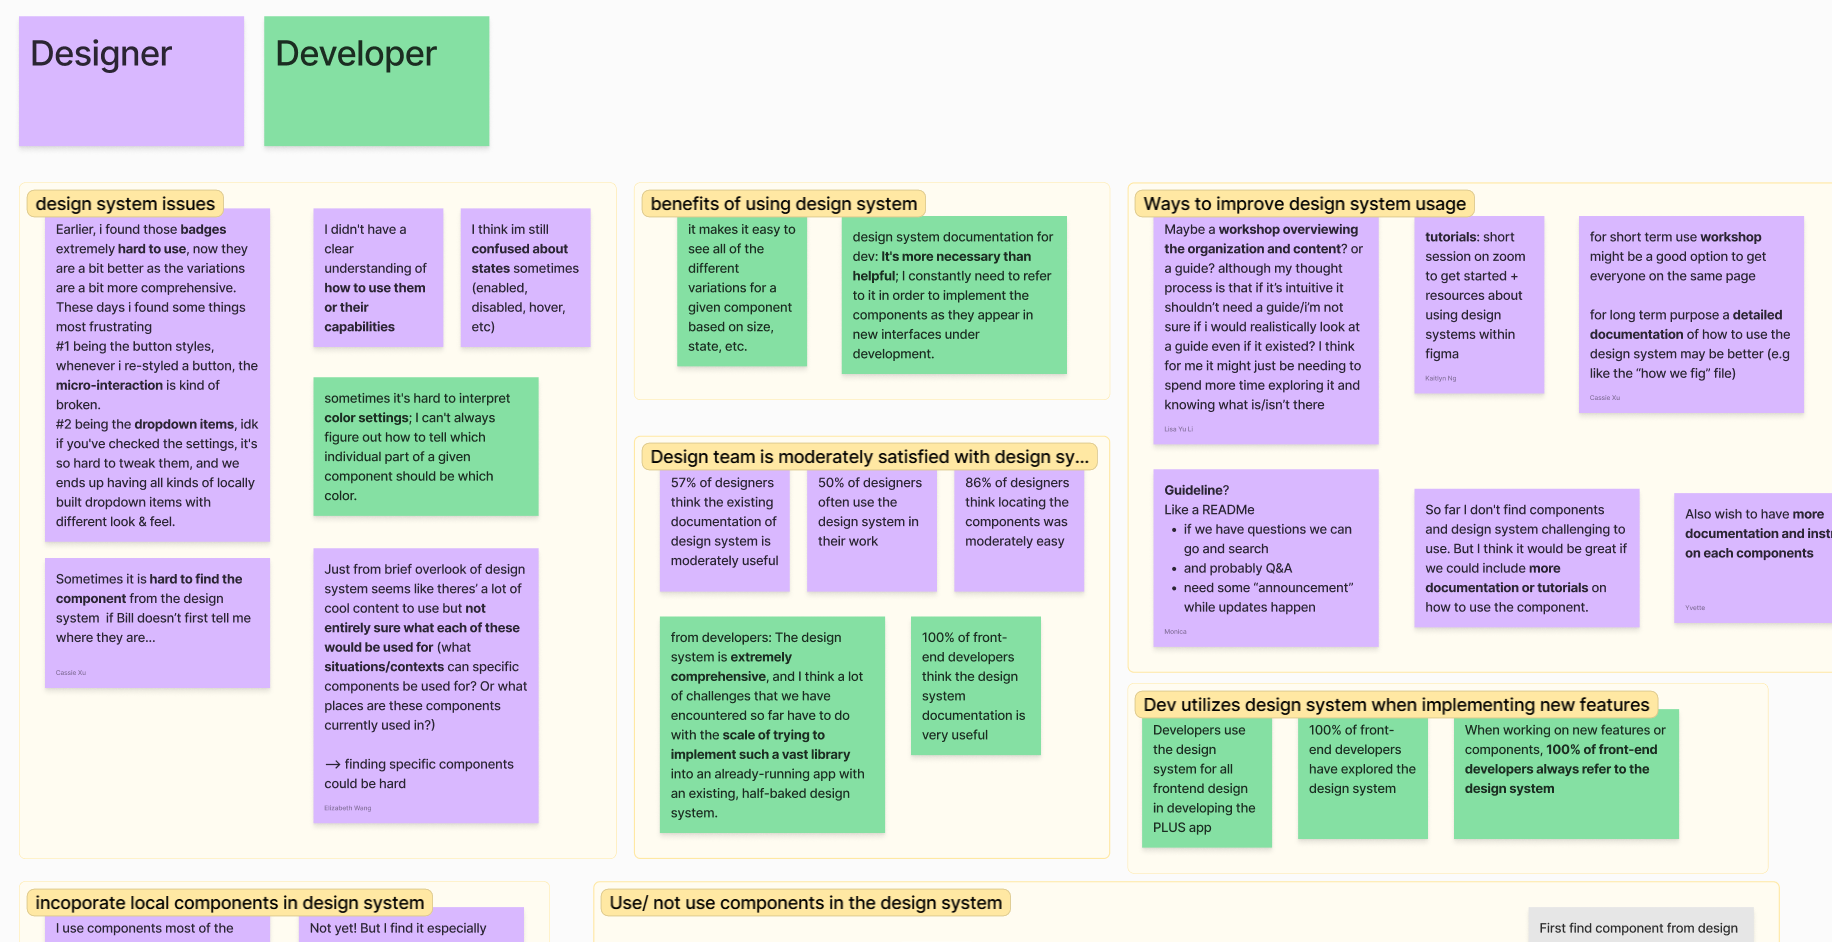 Designer
Developer
design system issues
Earlier, i found those badges
extremely hard to use, now they
are a bit better as the variations
are a bit more comprehensive.
These days i found some things
most frustrating
#1 being the button styles,
whenever i re-styled a button, the
micro-interaction is kind of
broken.
#2 being the dropdown items, idk
if you've checked the settings, it's
so hard to tweak them, and we
ends up having all kinds of locally
built dropdown items with
different look & feel.
I didn't have a
clear
understanding of
how to use them
or their
capabilities
I think im still
confused about
states sometimes
(enabled,
disabled, hover,
etc)
sometimes it's hard to interpret
color settings; I can't always
figure out how to tell which
individual part of a given
component should be which
color.
Sometimes it is hard to find the
component from the design
system if Bill doesn't first tell me
where they are...
Cassie Xu
Just from brief overlook of design
system seems like theres' a lot of
cool content to use but not
entirely sure what each of these
would be used for (what
situations/contexts can specific
components be used for? Or what
places are these components
currently used in?)
→ finding specific components
could be hard
Elizabeth Wang
benefits of using design system
it makes it easy to
see all of the
different
variations for a
given component
based on size,
state, etc.
design system documentation for
dev: It's more necessary than
helpful; I constantly need to refer
to it in order to implement the
components as they appear in
new interfaces under
development.
Design team is moderately satisfied with design sy...
57% of designers
think the existing
documentation of
design system is
moderately useful
50% of designers
often use the
design system in
their work
86% of designers
think locating the
components was
moderately easy
from developers: The design
system is extremely
comprehensive, and I think a lot
of challenges that we have
encountered so far have to do
with the scale of trying to
implement such a vast library
into an already-running app with
an existing, half-baked design
system.
100% of front-
end developers
think the design
system
documentation is
very useful
Ways to improve design system usage
Maybe a workshop overviewing
the organization and content? or
a guide? although my thought
process is that if it's intuitive it
shouldn't need a guide/i'm not
sure if i would realistically look at
a guide even if it existed? I think
for me it might just be needing to
spend more time exploring it and
knowing what is/isn't there
Lisa Yu Li
tutorials: short
session on zoom
to get started +
resources about
using design
systems within
figma
Kaitlyn Ng
for short term use workshop
might be a good option to get
everyone on the same page
for long term purpose a detailed
documentation of how to use the
design system may be better (e.g
like the "how we fig" file)
Cassie Xu
Guideline?
Like a README
• if we have questions we can
go and search
• and probably Q&A
• need some "announcement"
while updates happen
Monica
So far I don't find components
and design system challenging to
use. But I think it would be great if
we could include more
documentation or tutorials on
how to use the component.
Also wish to have more
documentation and inst
on each components
Yvette
Dev utilizes design system when implementing new features
Developers use
the design
system for all
frontend design
in developing the
PLUS app
100% of front-
end developers
have explored the
design system
When working on new features or
components, 100% of front-end
developers always refer to the
design system
incoporate local components in design system
I use components most of the
Not yet! But I find it especially
Use/ not use components in the design system
First find component from design